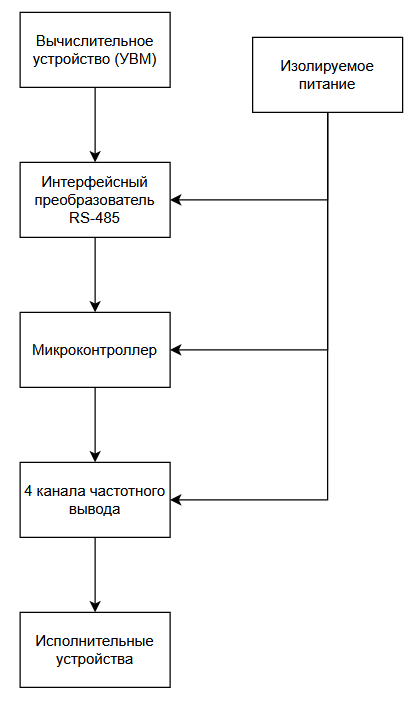 Вычислительное
устройство (УВМ)
Изолируемое
питание
Интерфейсный
преобразователь
RS-485
Микроконтроллер
4 канала частотного
вывода
Исполнительные
устройства